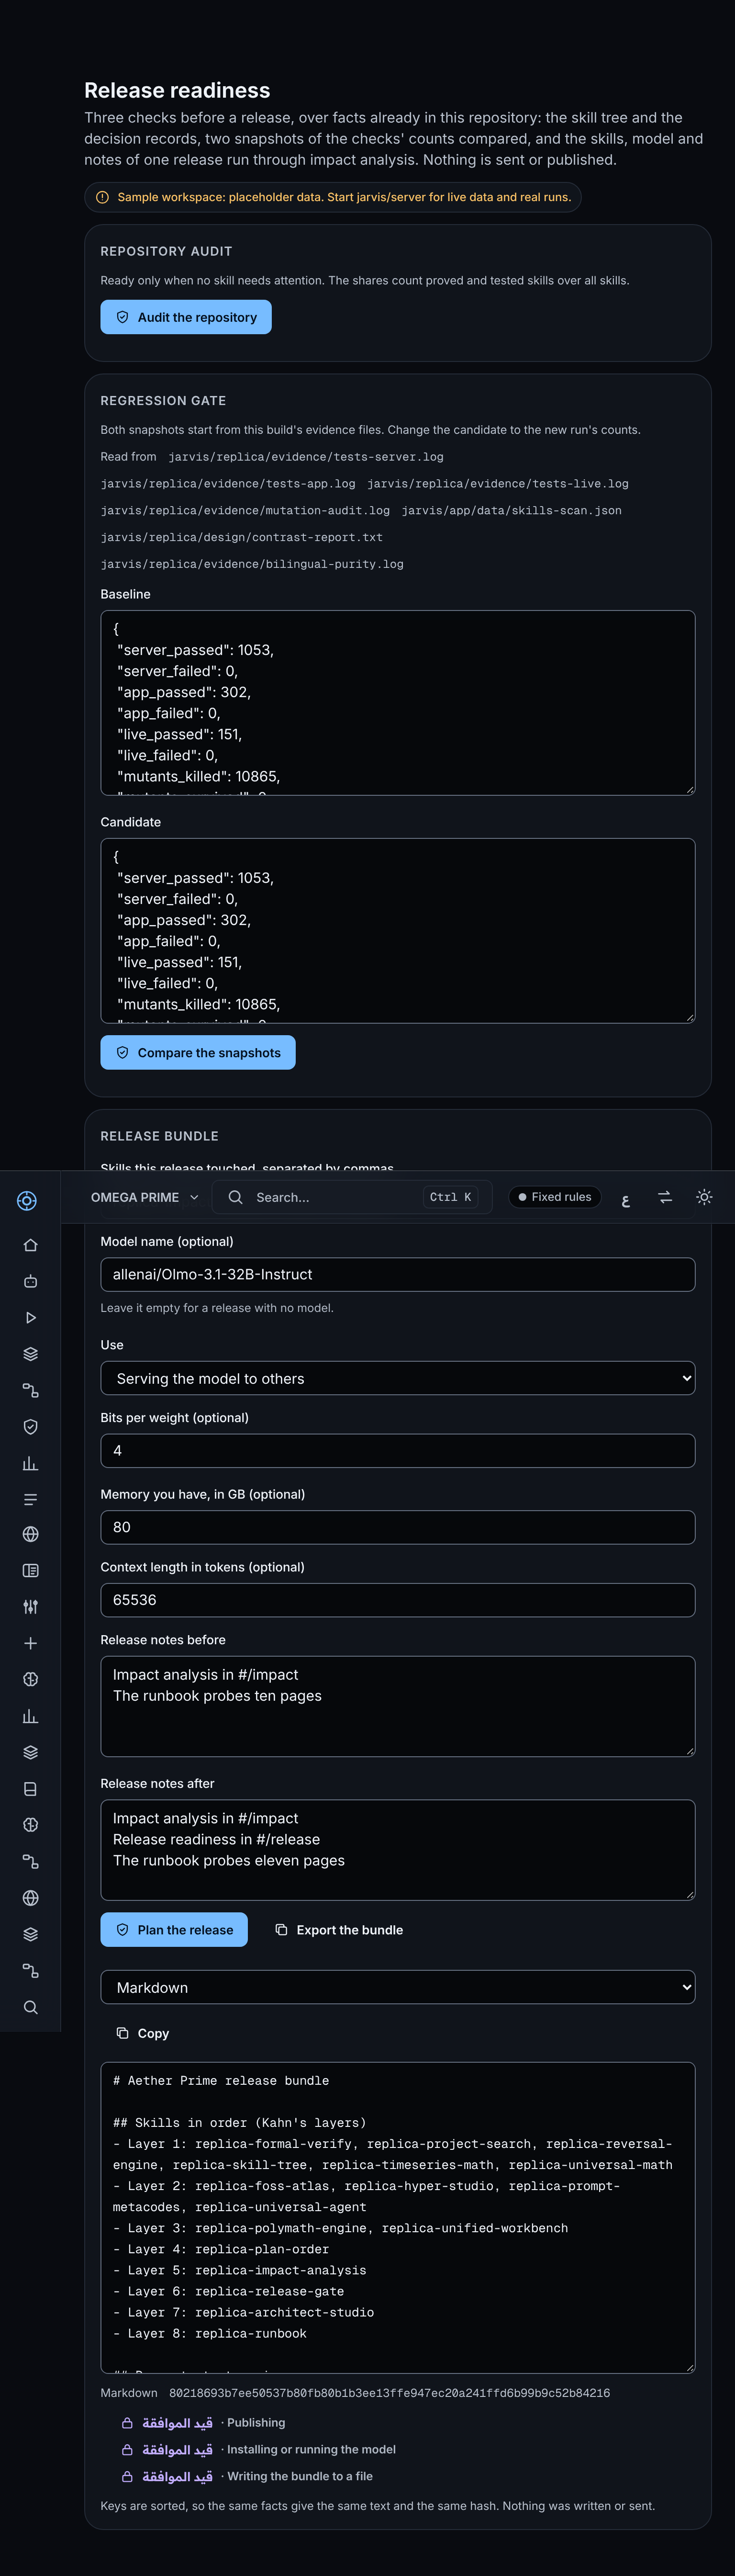 Release readiness
Three checks before a release, over facts already in this repository: the skill tree and the
decision records, two snapshots of the checks' counts compared, and the skills, model and
notes of one release run through impact analysis. Nothing is sent or published.
Sample workspace: placeholder data. Start jarvis/server for live data and real runs.
REPOSITORY AUDIT
Ready only when no skill needs attention. The shares count proved and tested skills over all skills.
Audit the repository
REGRESSION GATE
Both snapshots start from this build's evidence files. Change the candidate to the new run's counts.
Read from jarvis/replica/evidence/tests-server.log
jarvis/replica/evidence/tests-app.log jarvis/replica/evidence/tests-live.log
jarvis/replica/evidence/mutation-audit.log jarvis/app/data/skills-scan.json
jarvis/replica/design/contrast-report.txt
jarvis/replica/evidence/bilingual-purity.log
Baseline
{
"server_passed": 1053,
"server_failed": 0,
"app_passed": 302,
"app_failed": 0,
"live_passed": 151,
"live_failed": 0,
"mutants_killed": 10865,
Candidate
{
"server_passed": 1053,
"server_failed": 0,
"app_passed": 302,
"app_failed": 0,
"live_passed": 151,
"live_failed": 0,
"mutants_killed": 10865,
Compare the snapshots
RELEASE BUNDLE
Skills this release touched, separated by commas
OMEGA PRIME Search... Ctrl K Fixed rules ع
Model name (optional)
allenai/Olmo-3.1-32B-Instruct
Leave it empty for a release with no model.
Use
Serving the model to others
Bits per weight (optional)
4
Memory you have, in GB (optional)
80
Context length in tokens (optional)
65536
Release notes before
Impact analysis in #/impact
The runbook probes ten pages
Release notes after
Impact analysis in #/impact
Release readiness in #/release
The runbook probes eleven pages
Plan the release Export the bundle
Markdown
Copy
# Aether Prime release bundle
## Skills in order (Kahn's layers)
- Layer 1: replica-formal-verify, replica-project-search, replica-reversal-
engine, replica-skill-tree, replica-timeseries-math, replica-universal-math
- Layer 2: replica-foss-atlas, replica-hyper-studio, replica-prompt-
metacodes, replica-universal-agent
- Layer 3: replica-polymath-engine, replica-unified-workbench
- Layer 4: replica-plan-order
- Layer 5: replica-impact-analysis
- Layer 6: replica-release-gate
- Layer 7: replica-architect-studio
- Layer 8: replica-runbook
Markdown 80218693b7ee50537b80fb80b1b3ee13ffe947ec20a241ffd6b99b9c52b84216
قيد الموافقة · Publishing
قيد الموافقة · Installing or running the model
قيد الموافقة · Writing the bundle to a file
Keys are sorted, so the same facts give the same text and the same hash. Nothing was written or sent.